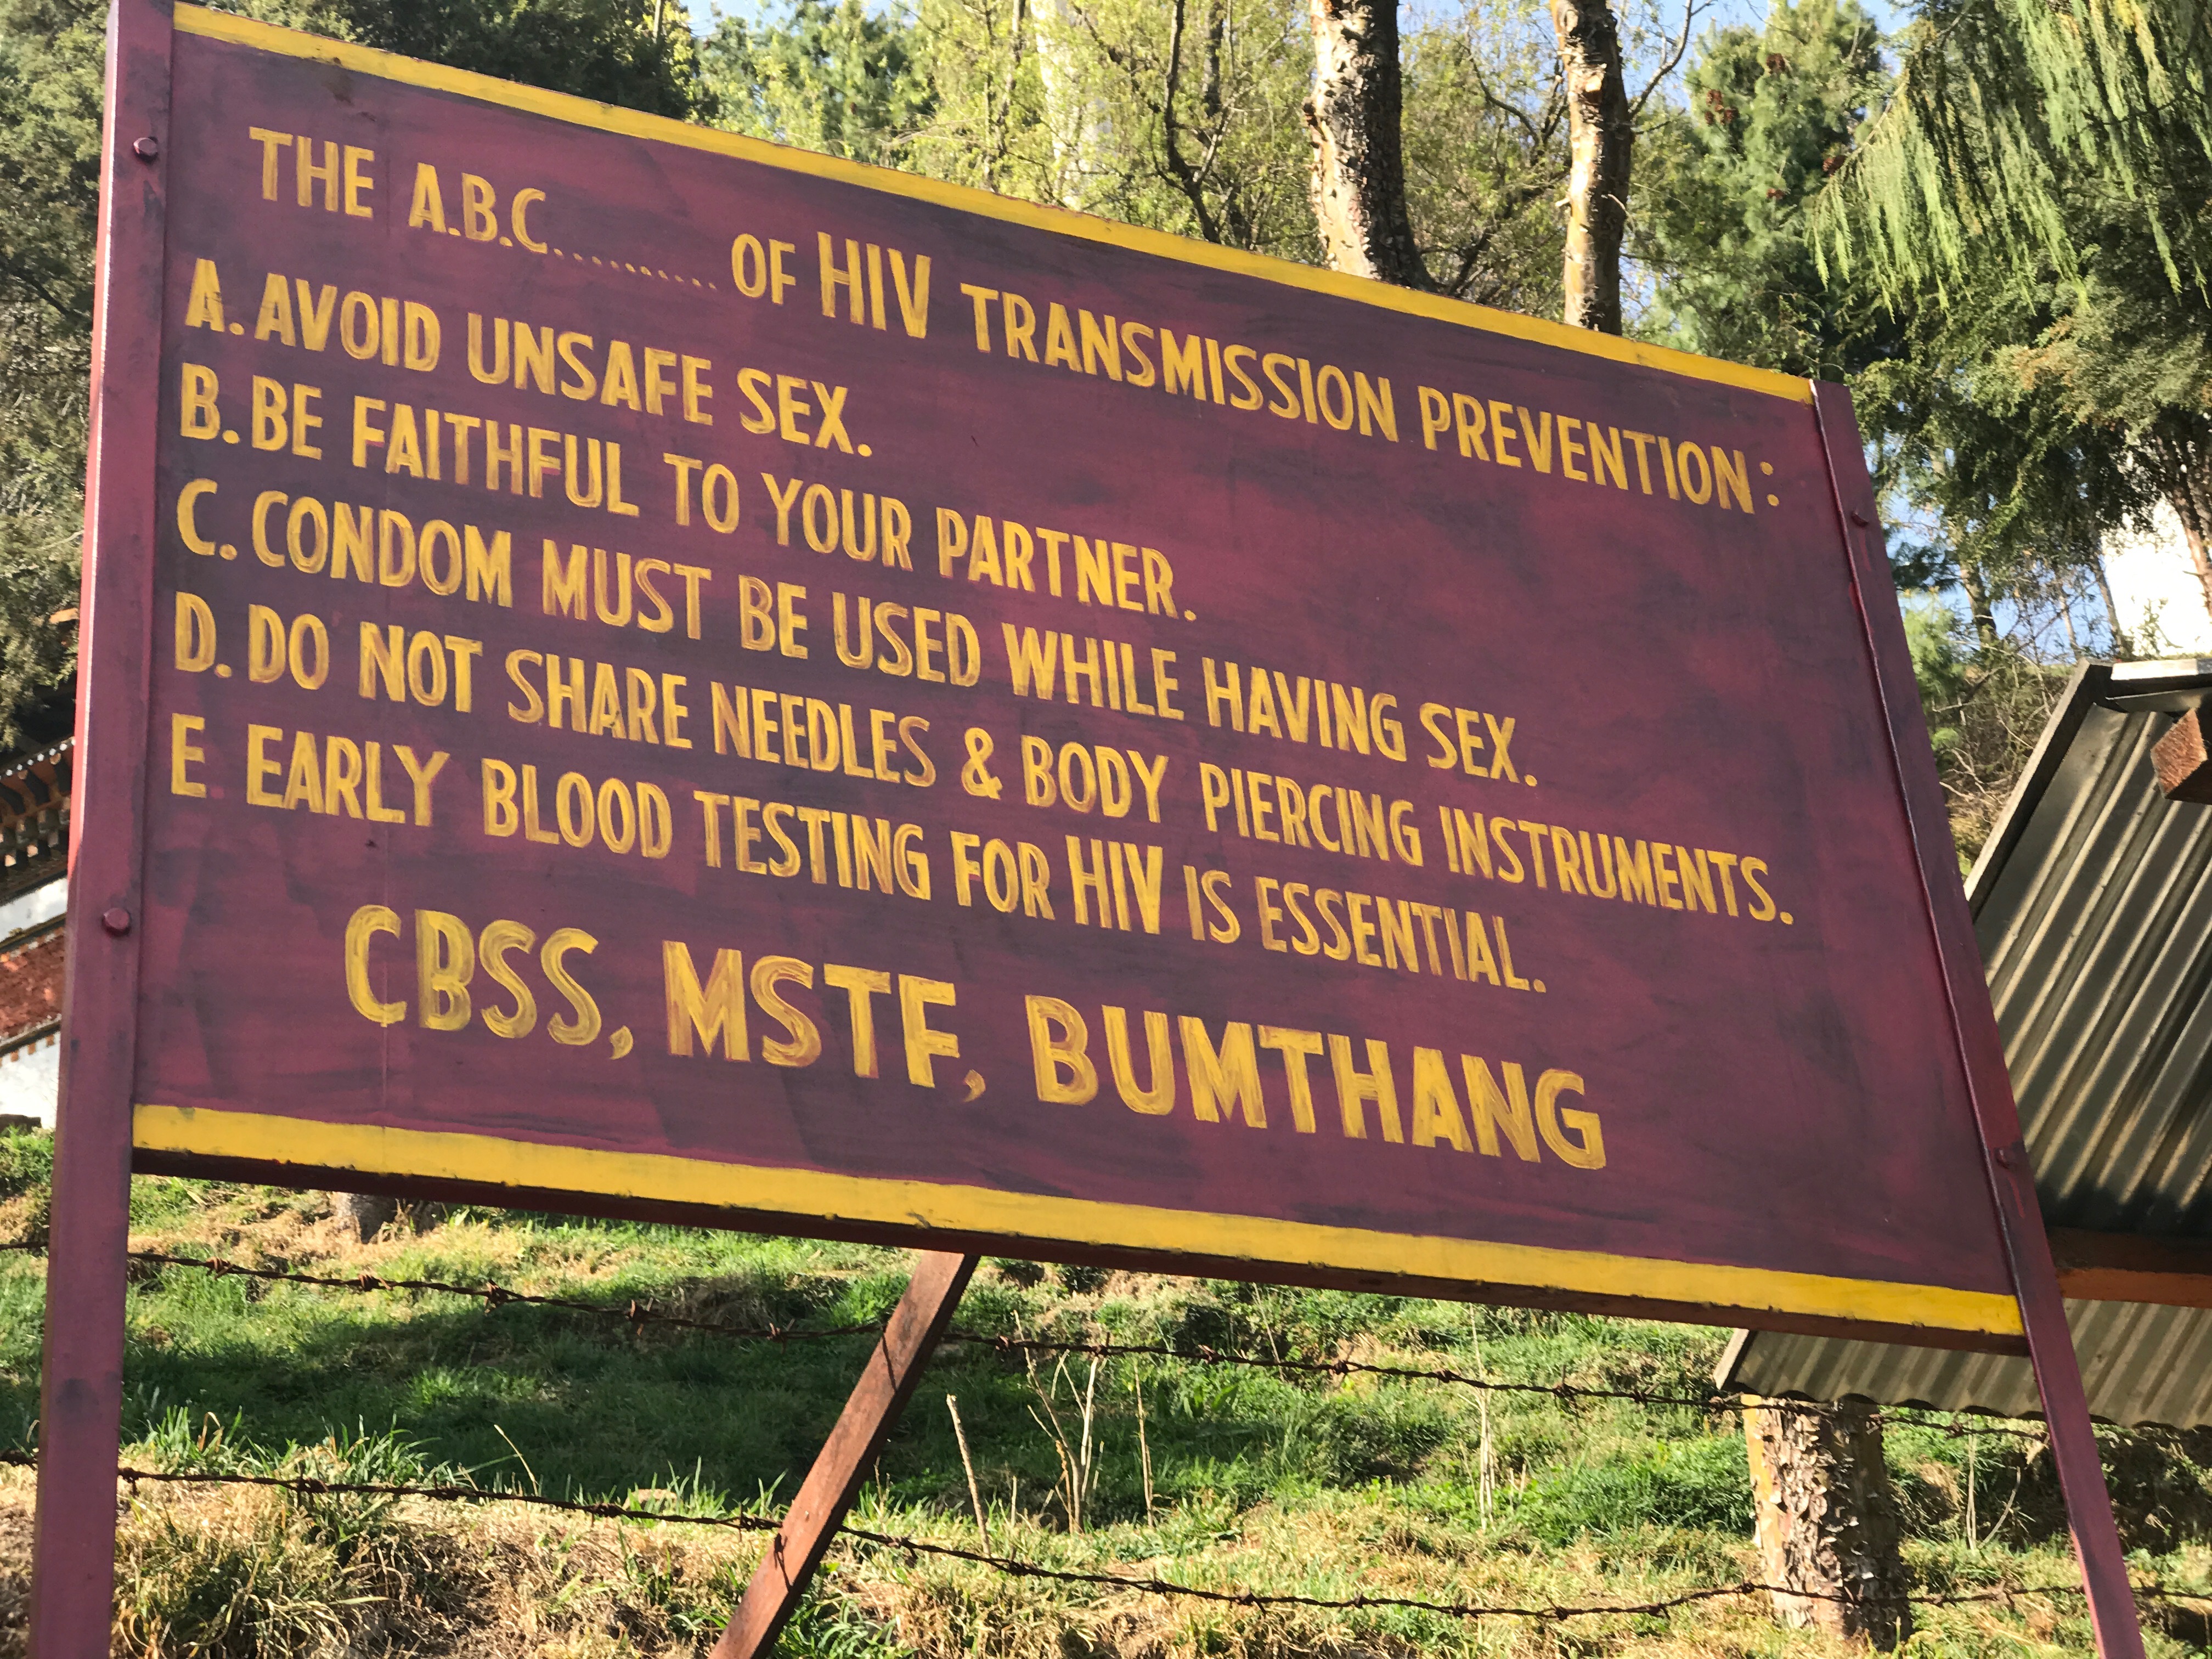 THE A.B.C.......... OF HIV TRANSMISSION PREVENTION:
A. AVOID UNSAFE SEX.
B. BE FAITHFUL TO YOUR PARTNER.
C. CONDOM MUST BE USED WHILE HAVING SEX.
D. DO NOT SHARE NEEDLES & BODY PIERCING INSTRUMENTS.
E EARLY BLOOD TESTING FOR HIV IS ESSENTIAL.
CBSS, MSTF, BUMTHANG